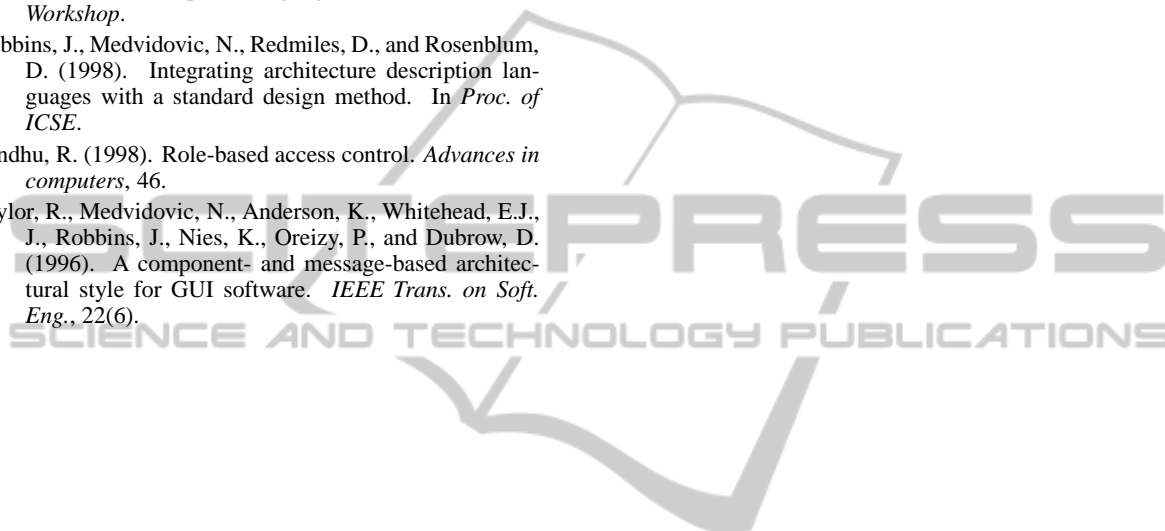 Workshop.
bbins, J., Medvidovic, N., Redmiles, D., and Rosenblum,
D. (1998). Integrating architecture description lan-
guages with a standard design method. In Proc. of
ICSE.
ndhu, R. (1998). Role-based access control. Advances in
computers, 46.
ylor, R., Medvidovic, N., Anderson, K., Whitehead, E.J.,
J., Robbins, J., Nies, K., Oreizy, P., and Dubrow, D.
(1996). A component- and message-based architec-
tural style for GUI software. IEEE Trans. on Soft.
Eng., 22(6).
SCITEPRESS
SCIENCE AND TECHNOLOGY PUBLICATIONS